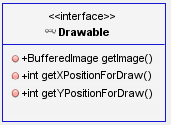 <<interface>>
Drawable
+BufferedImage getImage()
+int getXPositionForDraw()
+int getYPositionForDraw()